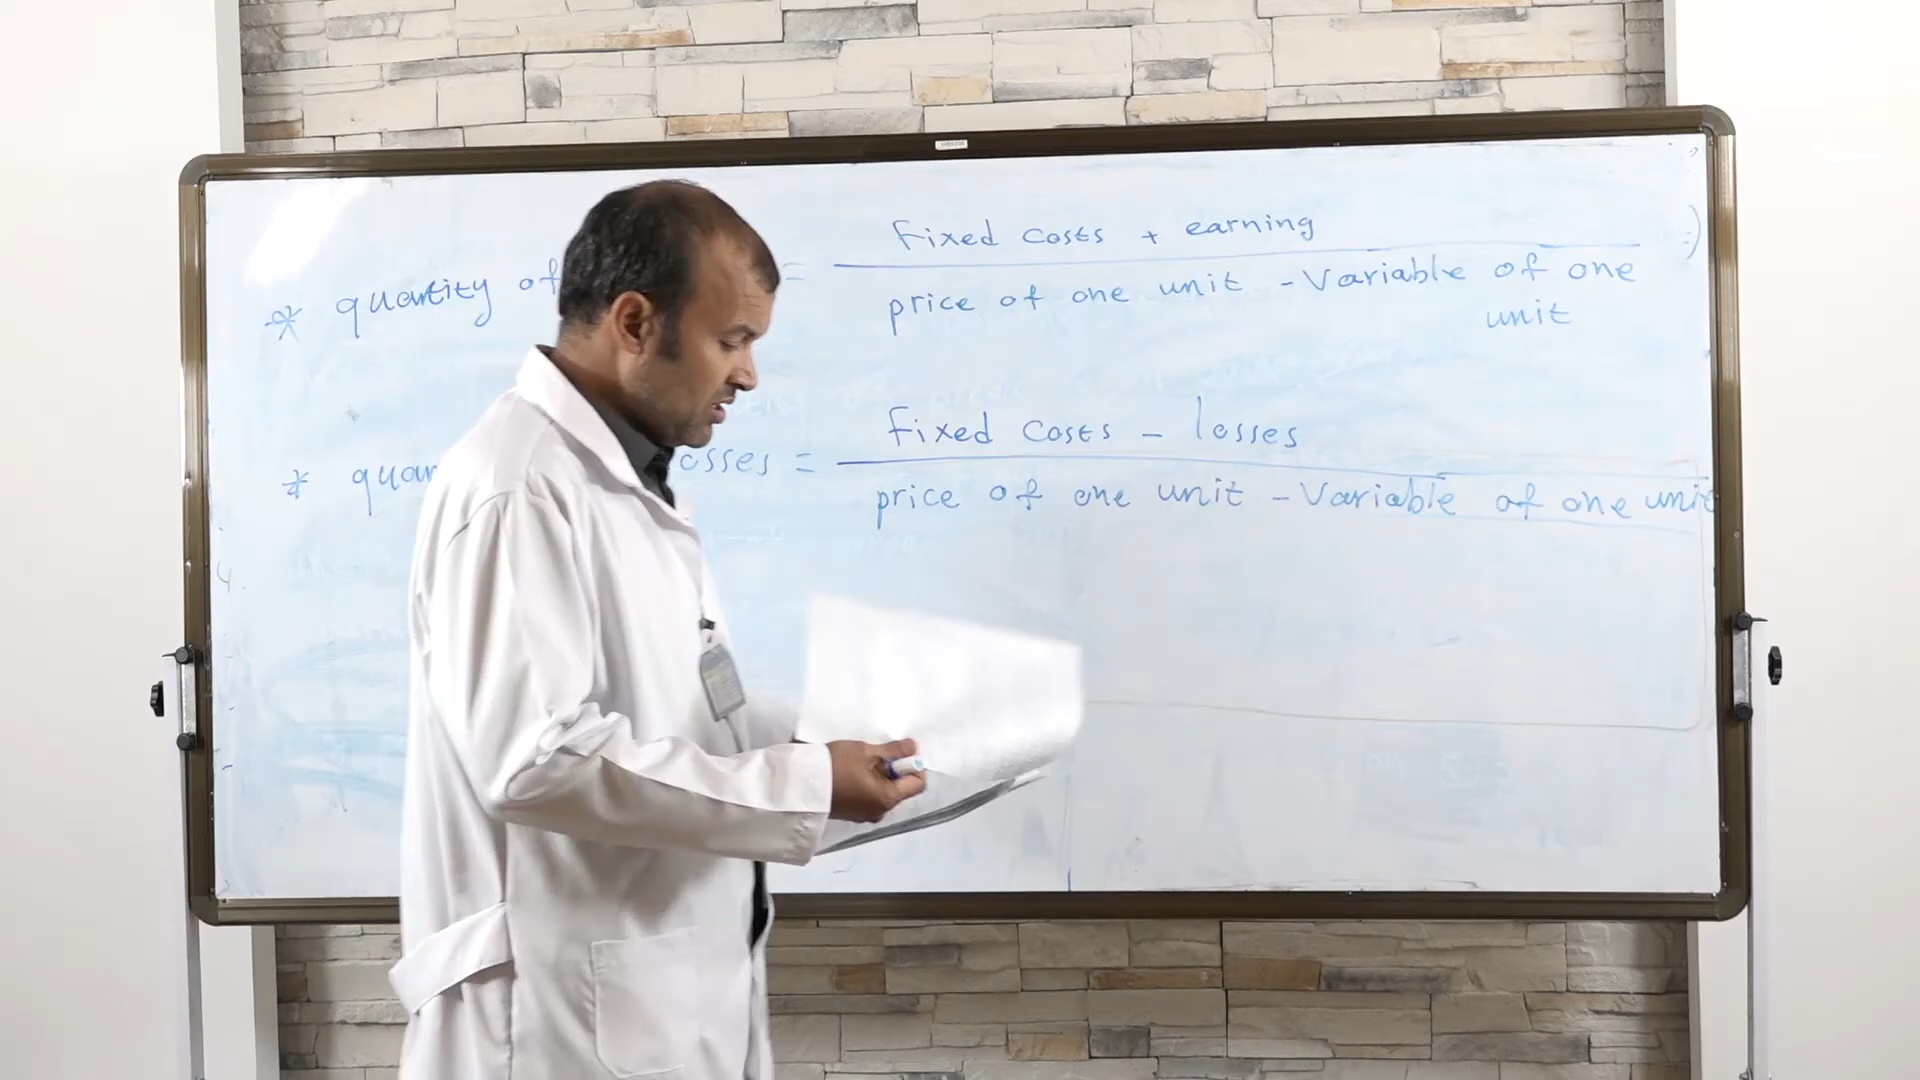 fixed costs + earning
* quantity of =
price of one unit - Variable of one
unit
fixed costs - losses
* quan osses =
price of one unit - Variable of one unit